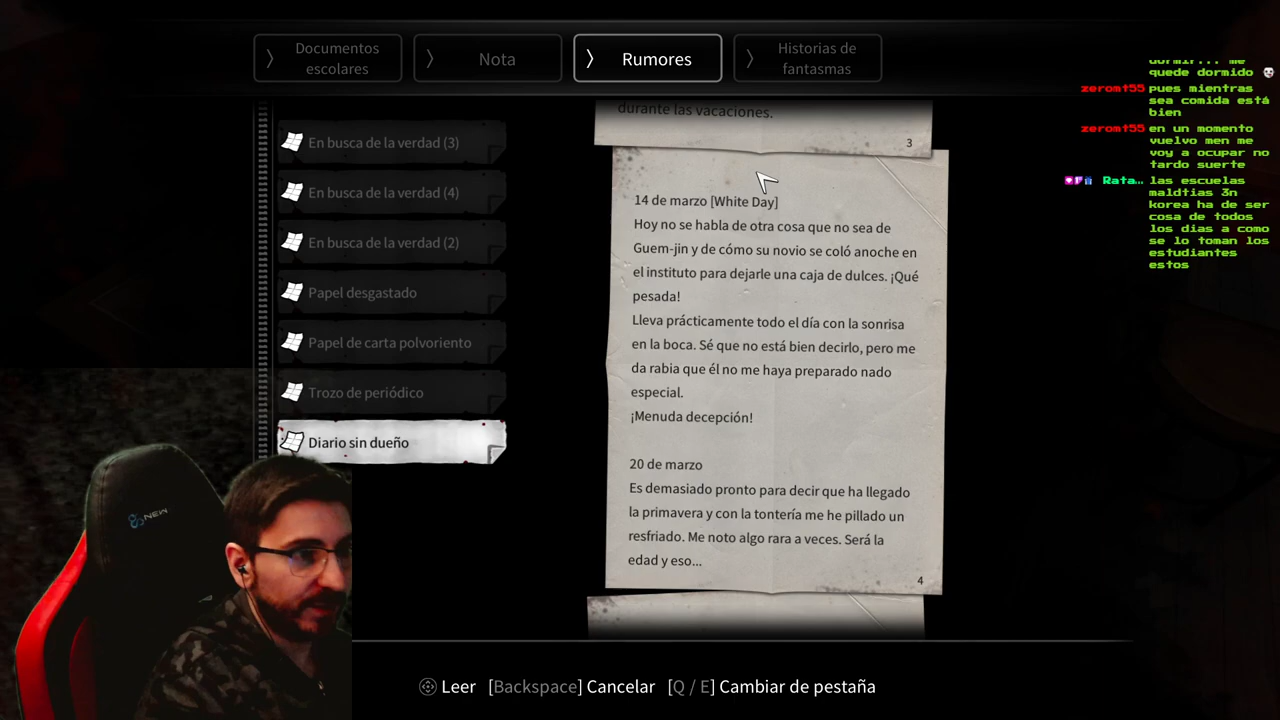 Documentos
escolares
Nota
Rumores
Historias de
fantasmas
En busca de la verdad (3)
En busca de la verdad (4)
En busca de la verdad (2)
Papel desgastado
Papel de carta polvoriento
Trozo de periódico
Diario sin dueño
durante las vacaciones.
3
14 de marzo [White Day]
Hoy no se habla de otra cosa que no sea de
Guem-jin y de cómo su novio se coló anoche en
el instituto para dejarle una caja de dulces. ¡Qué
pesada!
Lleva prácticamente todo el día con la sonrisa
en la boca. Sé que no está bien decirlo, pero me
da rabia que él no me haya preparado nado
especial.
¡Menuda decepción!
20 de marzo
Es demasiado pronto para decir que ha llegado
la primavera y con la tontería me he pillado un
resfriado. Me noto algo rara a veces. Será la
edad y eso...
4
dormir... me
quede dormido
zeromt55 pues mientras
sea comida está
bien
zeromt55 en un momento
vuelvo men me
voy a ocupar no
tardo suerte
Rata... las escuelas
maldtias 3n
korea ha de ser
cosa de todos
los dias a como
se lo toman los
estudiantes
estos
NEW
Leer [Backspace] Cancelar [Q / E] Cambiar de pestaña